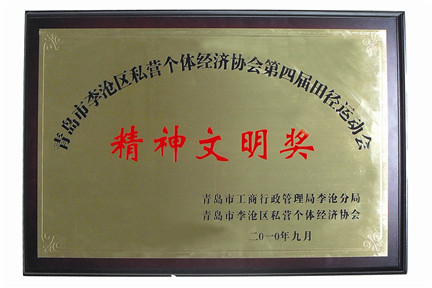 青岛市李沧区私营个体经济协会第四届田径运动会
精神文明奖
青岛市工商行政管理局李沧分局
青岛市李沧区私营个体经济协会
二〇一〇年九月